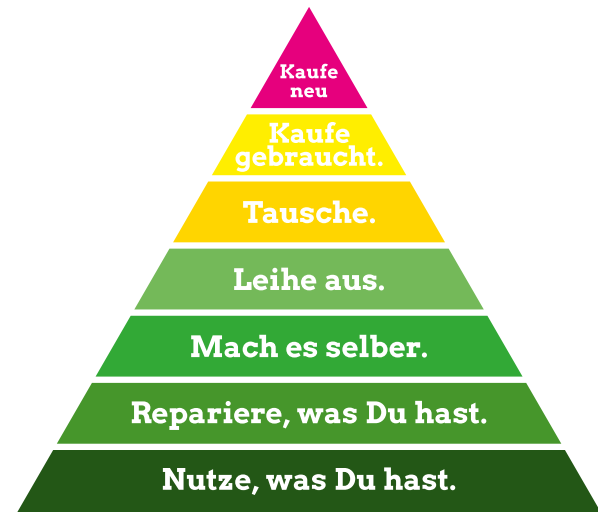 Kaufe
neu
Kaufe
gebraucht.
Tausche.
Leihe aus.
Mach es selber.
Repariere, was Du hast.
Nutze, was Du hast.